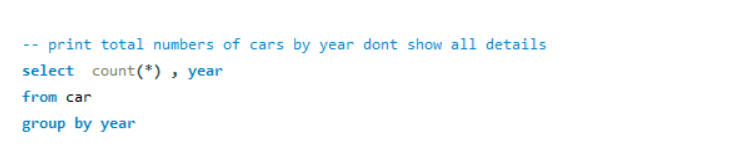 -- print total numbers of cars by year dont show all details
select  count(*) , year
from car
group by year